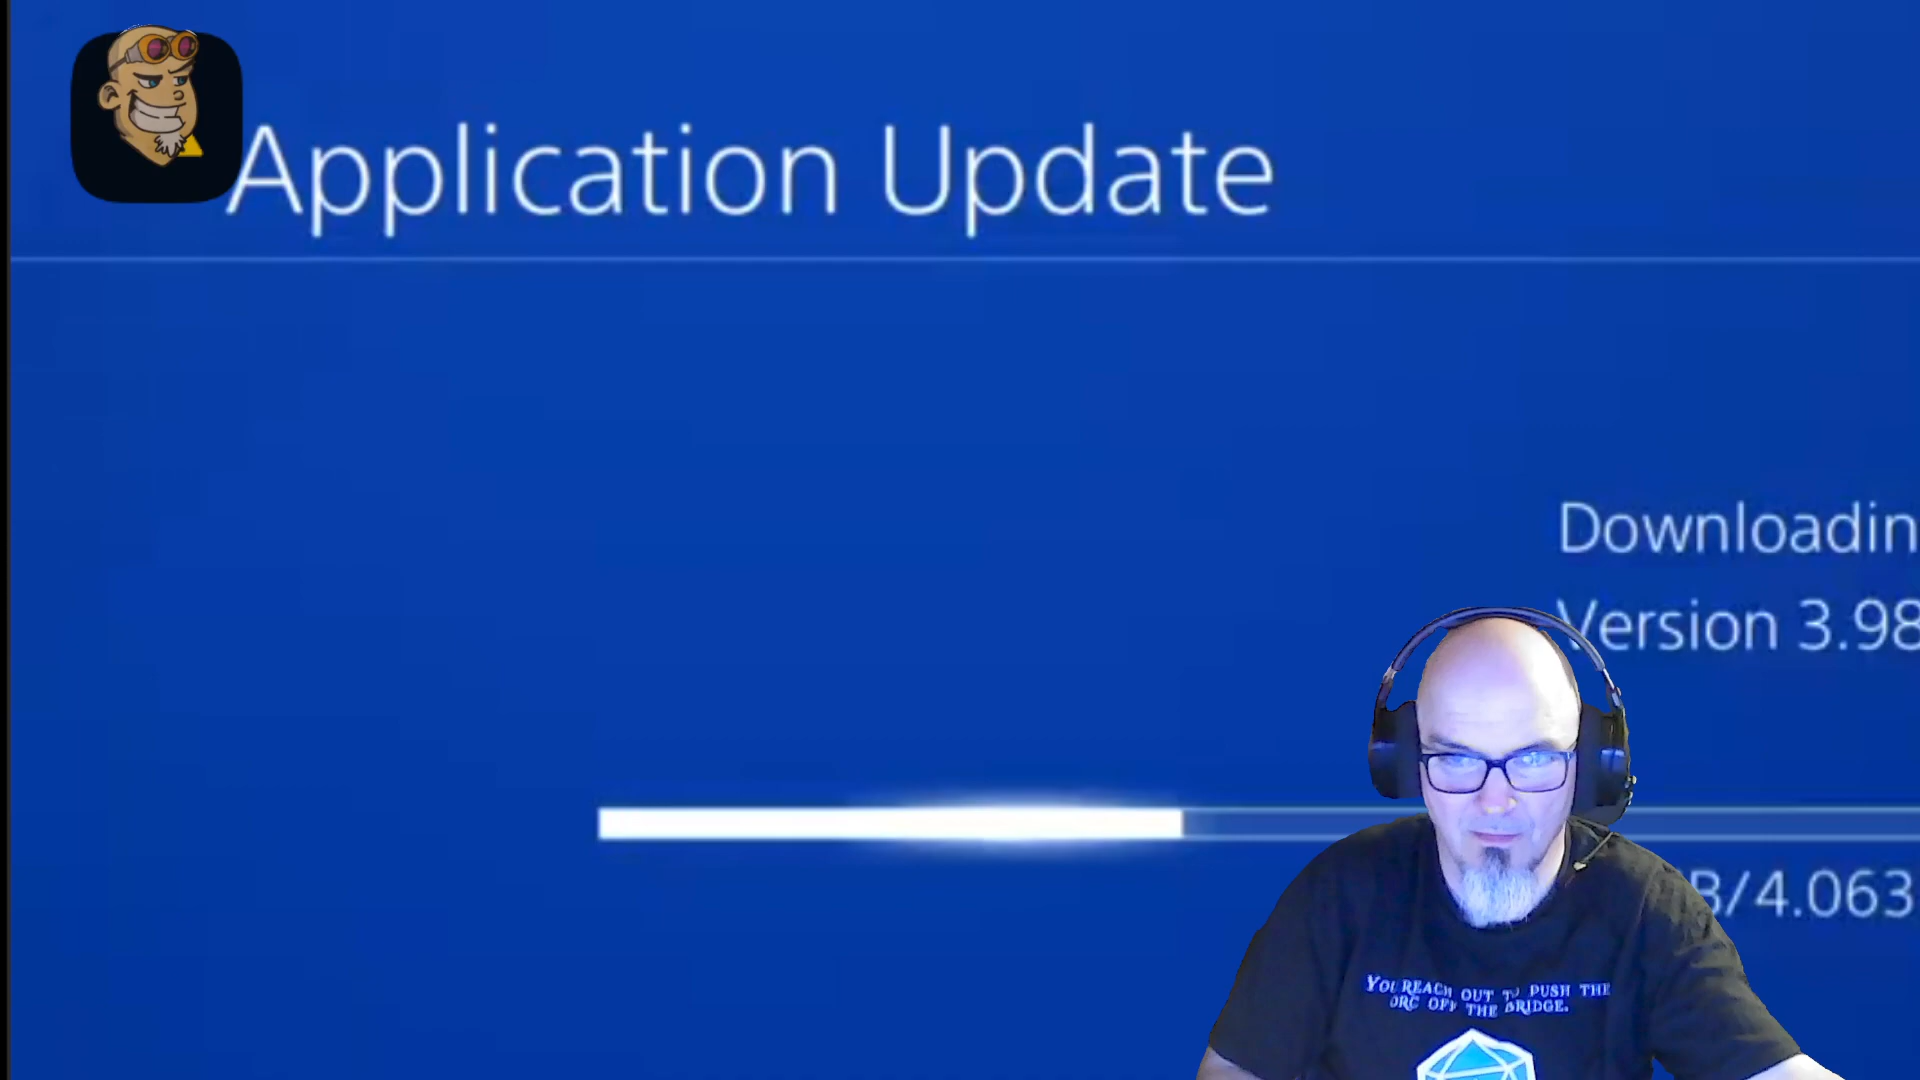 Application Update
Downloadin
Version 3.98
B/4.063
YOU REACH OUT TO PUSH THE
ORC OFF THE BRIDGE.